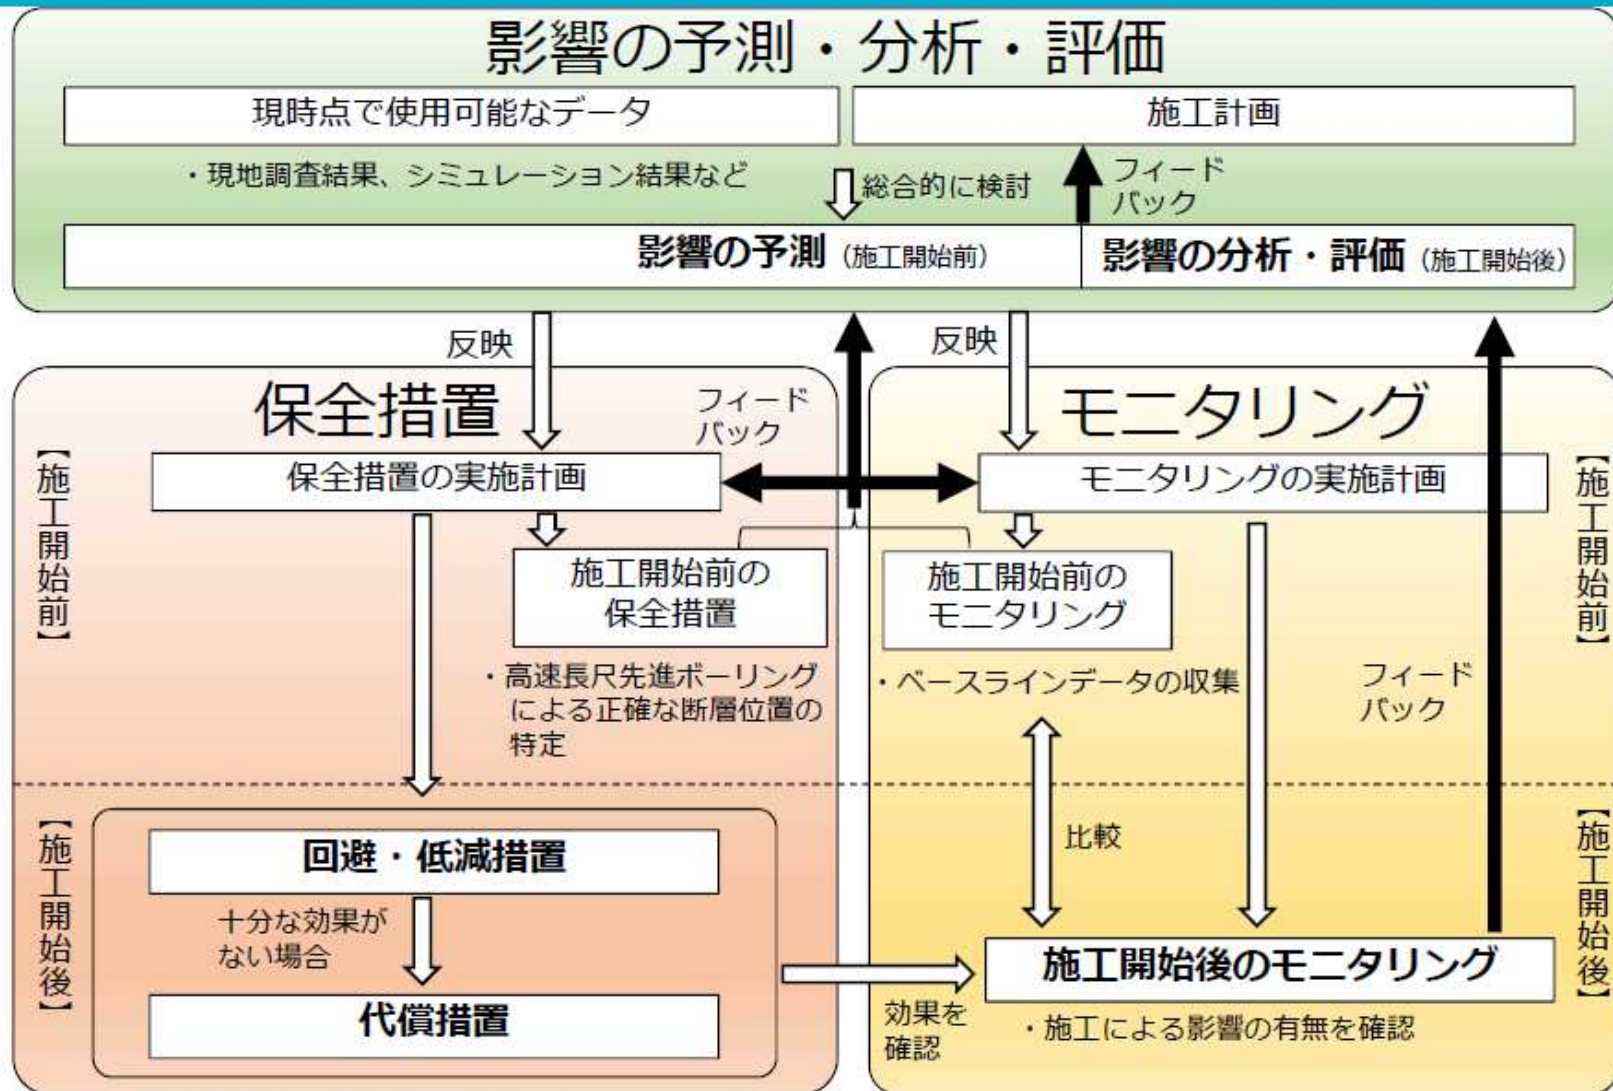 影響の予測・分析・評価
現時点で使用可能なデータ
施工計画
・現地調査結果、シミュレーション結果など
総合的に検討
フィード
バック
影響の予測（施工開始前）
影響の分析・評価（施工開始後）
反映
反映
保全措置
フィード
バック
モニタリング
【施工開始前】
保全措置の実施計画
モニタリングの実施計画
【施工開始前】
施工開始前の
保全措置
施工開始前の
モニタリング
・高速長尺先進ボーリング
による正確な断層位置の
特定
・ベースラインデータの収集
フィード
バック
【施工開始後】
回避・低減措置
比較
【施工開始後】
十分な効果が
ない場合
代償措置
効果を
確認
施工開始後のモニタリング
・施工による影響の有無を確認